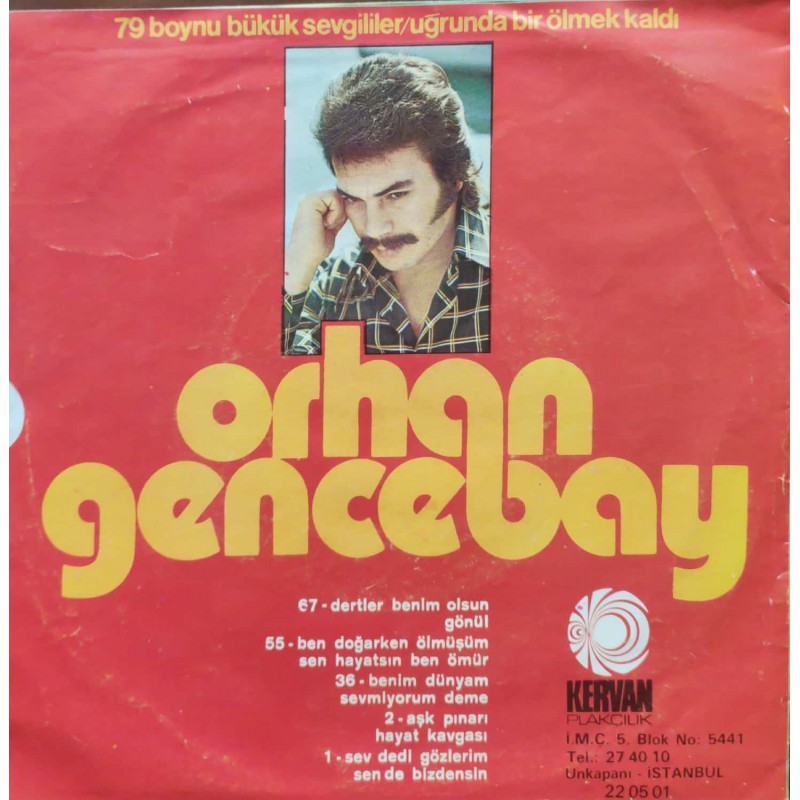 79 boynu bükük sevgililer/uğrunda bir ölmek kaldı
orhan
gencebay
67-dertler benim olsun
gönül
55-ben doğarken ölmüşüm
sen hayatsın ben ömür
36-benim dünyam
sevmiyorum deme
2-aşk pınarı
hayat kavgası
1-sev dedi gözlerim
sen de bizdensin
KERVAN
PLAKÇILIK
İ.M.Ç. 5. Blok No: 5441
Tel.: 27 40 10
Unkapanı - İSTANBUL
22 05 01